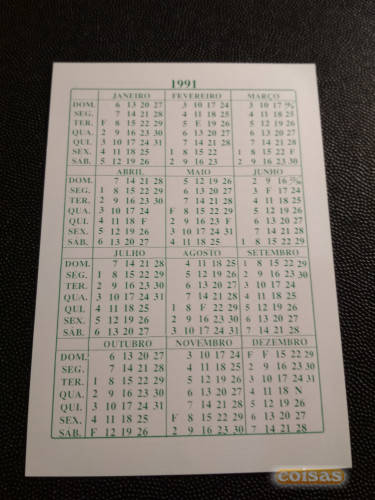 1991
JANEIRO FEVEREIRO MARÇO
DOM. 6 13 20 27 3 10 17 24 3 10 17
SEG. 7 14 21 28 4 11 18 25 4 11 18 25
TER. F 8 15 22 29 5 E 19 26 5 12 19 26
QUA. 2 9 16 23 30 6 13 20 27 6 13 20 27
QUI. 3 10 17 24 31 7 14 21 28 7 14 21 28
SEX. 4 11 18 25 1 8 15 22 1 8 15 22 F
SÁB. 5 12 19 26 2 9 16 23 2 9 16 23 30
ABRIL MAIO JUNHO
DOM. 7 14 21 28 5 12 19 26 2 9 16
SEG. 1 8 15 22 29 6 13 20 27 3 F 17 24
TER. 2 9 16 23 30 7 14 21 28 4 11 18 25
QUA. 3 10 17 24 F 8 15 22 29 5 12 19 26
QUI. 4 11 18 F 2 9 16 23 F 6 13 20 27
SEX. 5 12 19 26 3 10 17 24 31 7 14 21 28
SÁB. 6 13 20 27 4 11 18 25 1 8 15 22 29
JULHO AGOSTO SETEMBRO
DOM. 7 14 21 28 4 11 18 25 1 8 15 22 29
SEG. 1 8 15 22 29 5 12 19 26 2 9 16 23 30
TER. 2 9 16 23 30 6 13 20 27 3 10 17 24
QUA. 3 10 17 24 31 7 14 21 28 4 11 18 25
QUI. 4 11 18 25 1 8 F 22 29 5 12 19 26
SEX. 5 12 19 26 2 9 16 23 30 6 13 20 27
SÁB. 6 13 20 27 3 10 17 24 31 7 14 21 28
OUTUBRO NOVEMBRO DEZEMBRO
DOM. 6 13 20 27 3 10 17 24 F F 15 22 29
SEG. 7 14 21 28 4 11 18 25 2 9 16 23 30
TER. 1 8 15 22 29 5 12 19 26 3 10 17 24 31
QUA. 2 9 16 23 30 6 13 20 27 4 11 18 N
QUI. 3 10 17 24 31 7 14 21 28 5 12 19 26
SEX. 4 11 18 25 F 8 15 22 29 6 13 20 27
SÁB. F 12 19 26 2 9 16 23 30 7 14 21 28
coisas